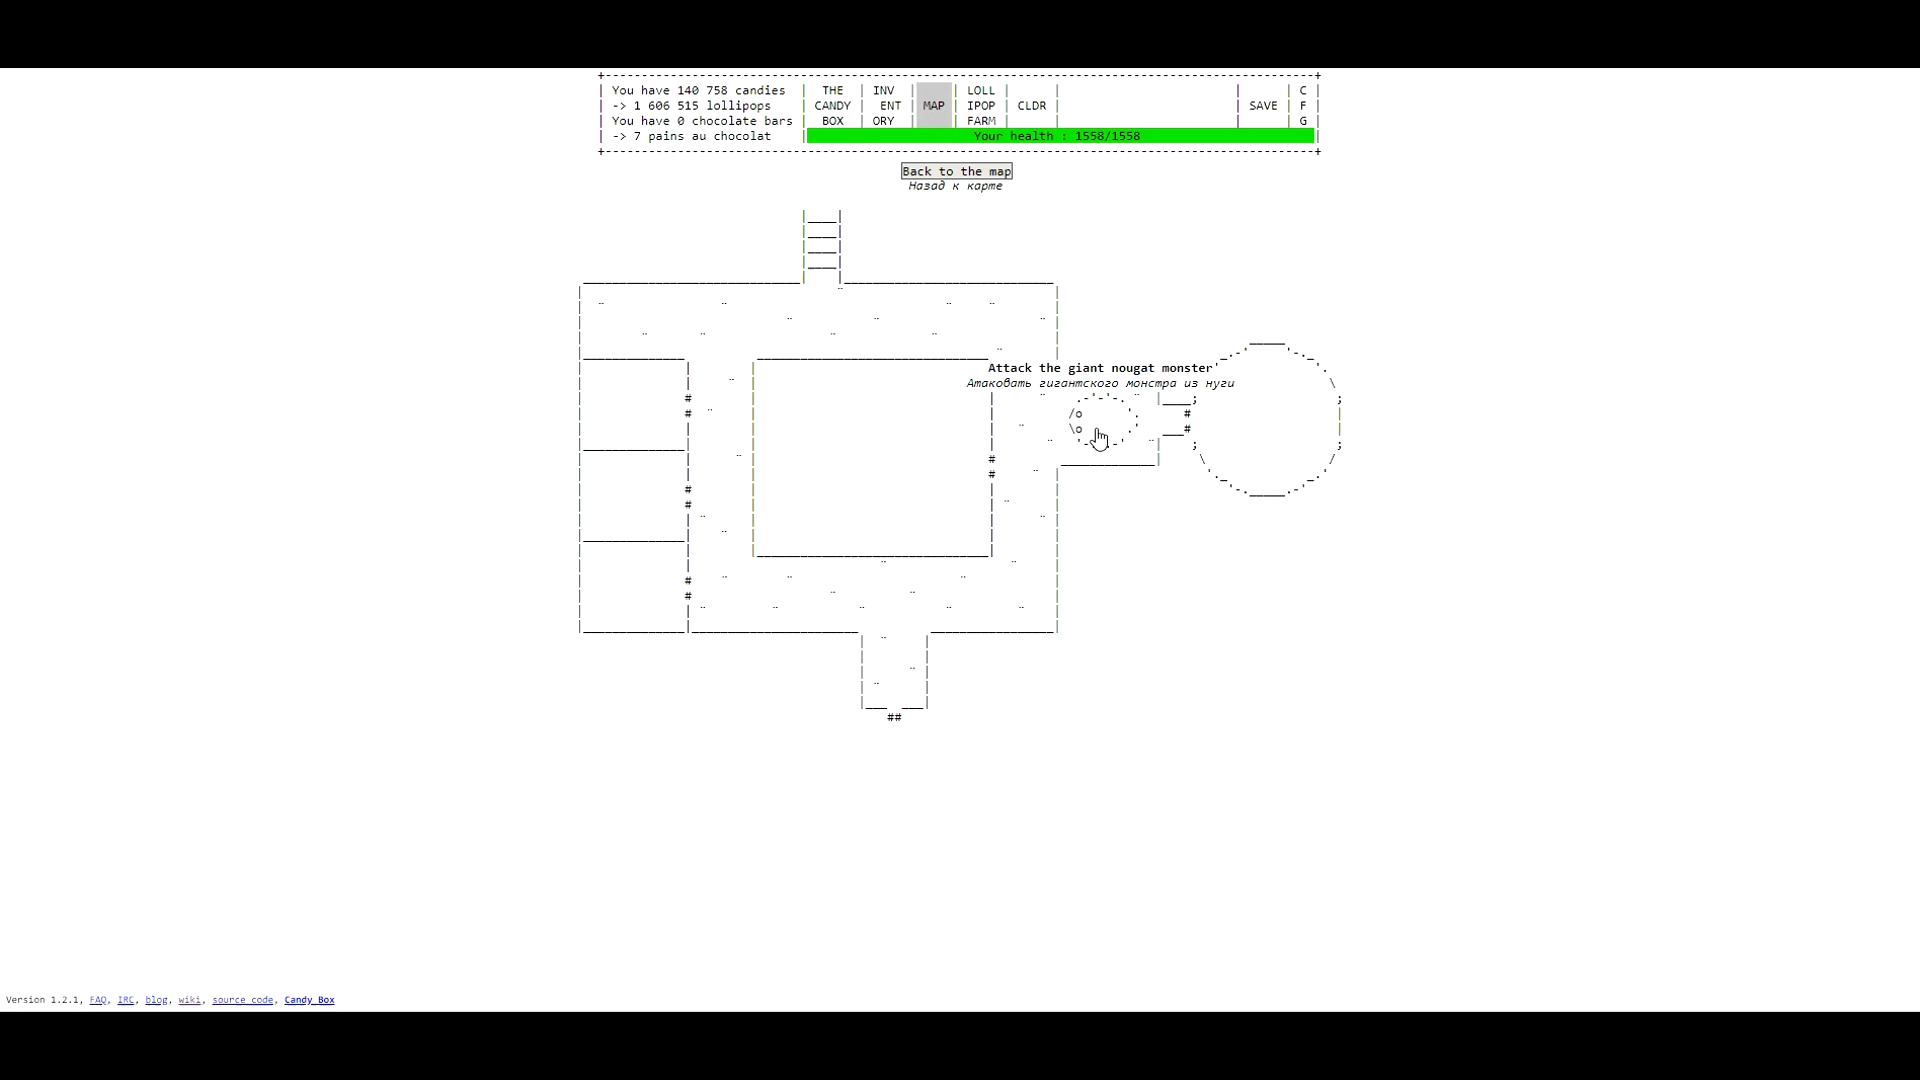 You have 140 758 candies
-> 1 606 515 lollipops
You have 0 chocolate bars
-> 7 pains au chocolat
THE CANDY BOX
INV ENT ORY
MAP
LOLL IPOP FARM
CLDR
SAVE
C F G
Your health : 1558/1558
Back to the map
Назад к карте
Attack the giant nougat monster
Атаковать гигантского монстра из нуги
Version 1.2.1, FAQ, IRC, blog, wiki, source code, Candy Box